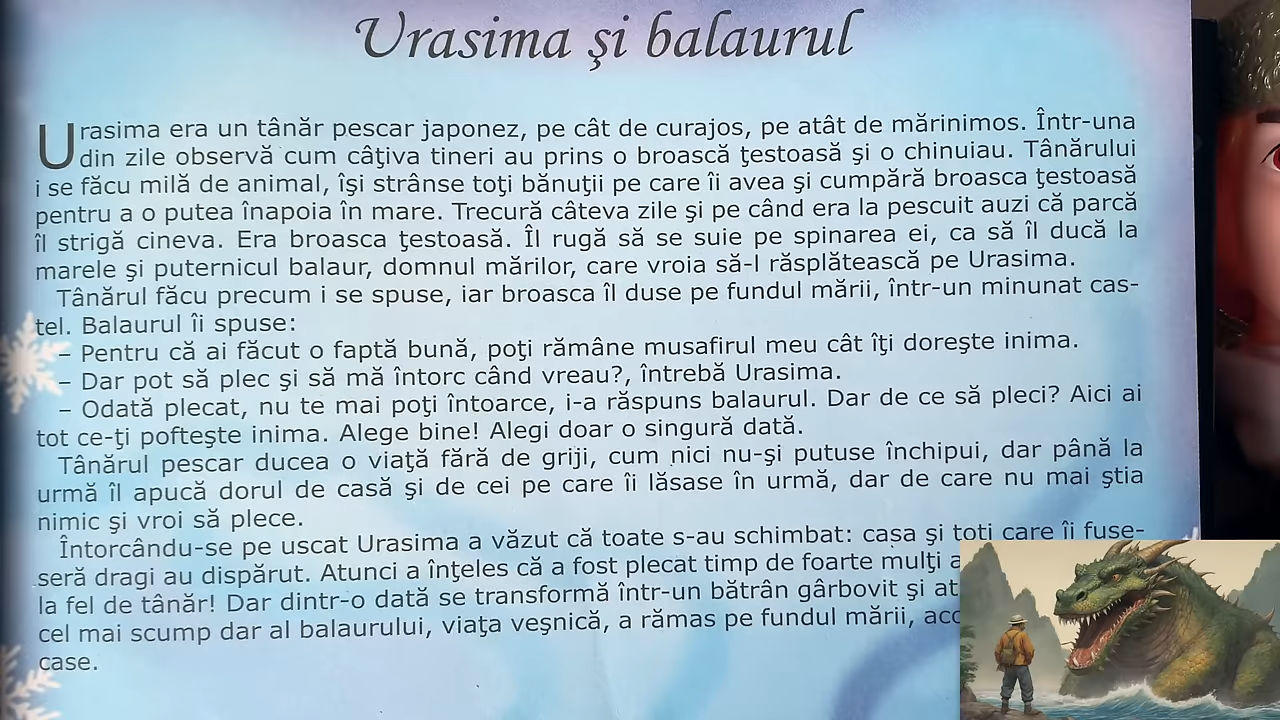 Urasima şi balaurul
Urasima era un tânăr pescar japonez, pe cât de curajos, pe atât de mărinimos. Într-una
din zile observă cum câţiva tineri au prins o broască ţestoasă şi o chinuiau. Tânărului
i se făcu milă de animal, îşi strânse toţi bănuţii pe care îi avea şi cumpără broasca ţestoasă
pentru a o putea înapoia în mare. Trecură câteva zile şi pe când era la pescuit auzi că parcă
îl strigă cineva. Era broasca ţestoasă. Îl rugă să se suie pe spinarea ei, ca să îl ducă la
marele şi puternicul balaur, domnul mărilor, care vroia să-l răsplătească pe Urasima.
Tânărul făcu precum i se spuse, iar broasca îl duse pe fundul mării, într-un minunat cas-
tel. Balaurul îi spuse:
– Pentru că ai făcut o faptă bună, poţi rămâne musafirul meu cât îţi doreşte inima.
– Dar pot să plec şi să mă întorc când vreau?, întrebă Urasima.
– Odată plecat, nu te mai poţi întoarce, i-a răspuns balaurul. Dar de ce să pleci? Aici ai
tot ce-ţi pofteşte inima. Alege bine! Alegi doar o singură dată.
Tânărul pescar ducea o viaţă fără de griji, cum nici nu-şi putuse închipui, dar până la
urmă îl apucă dorul de casă şi de cei pe care îi lăsase în urmă, dar de care nu mai ştia
nimic şi vroi să plece.
Întorcându-se pe uscat Urasima a văzut că toate s-au schimbat: casa şi toţi care îi fuse-
seră dragi au dispărut. Atunci a înţeles că a fost plecat timp de foarte mulţi
la fel de tânăr! Dar dintr-o dată se transformă într-un bătrân gârbovit şi
cel mai scump dar al balaurului, viaţa veşnică, a rămas pe fundul mării,
case.